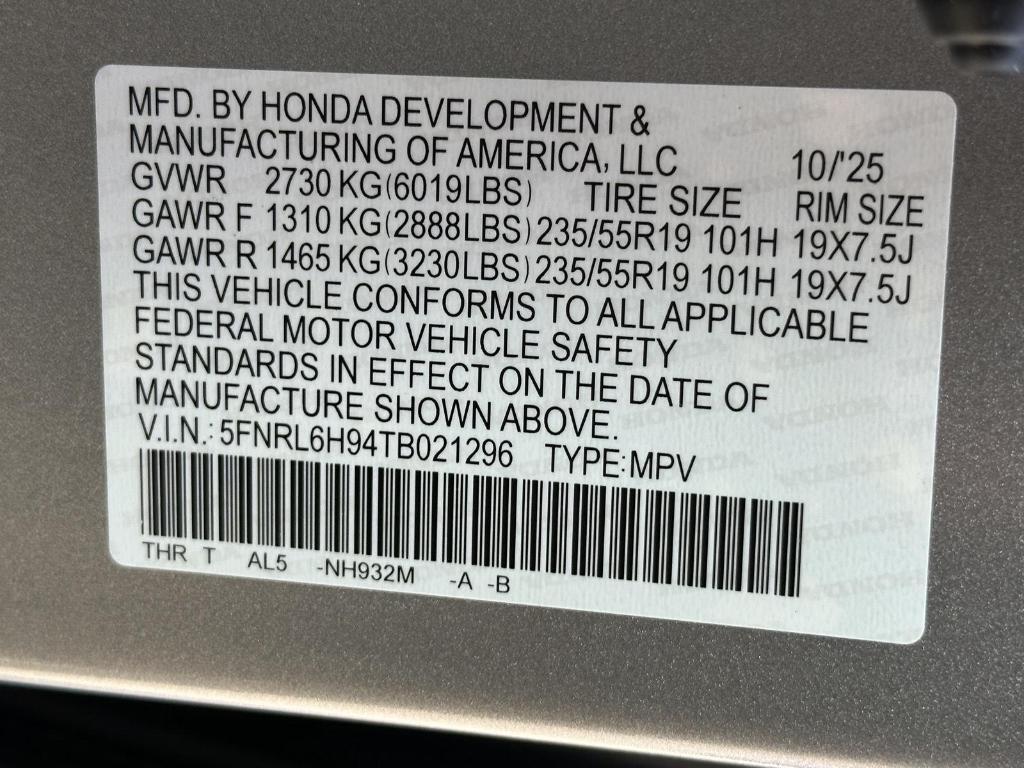 MFD. BY HONDA DEVELOPMENT &
MANUFACTURING OF AMERICA, LLC 10/'25
GVWR 2730 KG(6019LBS) TIRE SIZE RIM SIZE
GAWR F 1310 KG(2888LBS) 235/55R19 101H 19X7.5J
GAWR R 1465 KG(3230LBS) 235/55R19 101H 19X7.5J
THIS VEHICLE CONFORMS TO ALL APPLICABLE
FEDERAL MOTOR VEHICLE SAFETY
STANDARDS IN EFFECT ON THE DATE OF
MANUFACTURE SHOWN ABOVE.
V.I.N.: 5FNRL6H94TB021296 TYPE:MPV
THR T AL5 -NH932M -A -B